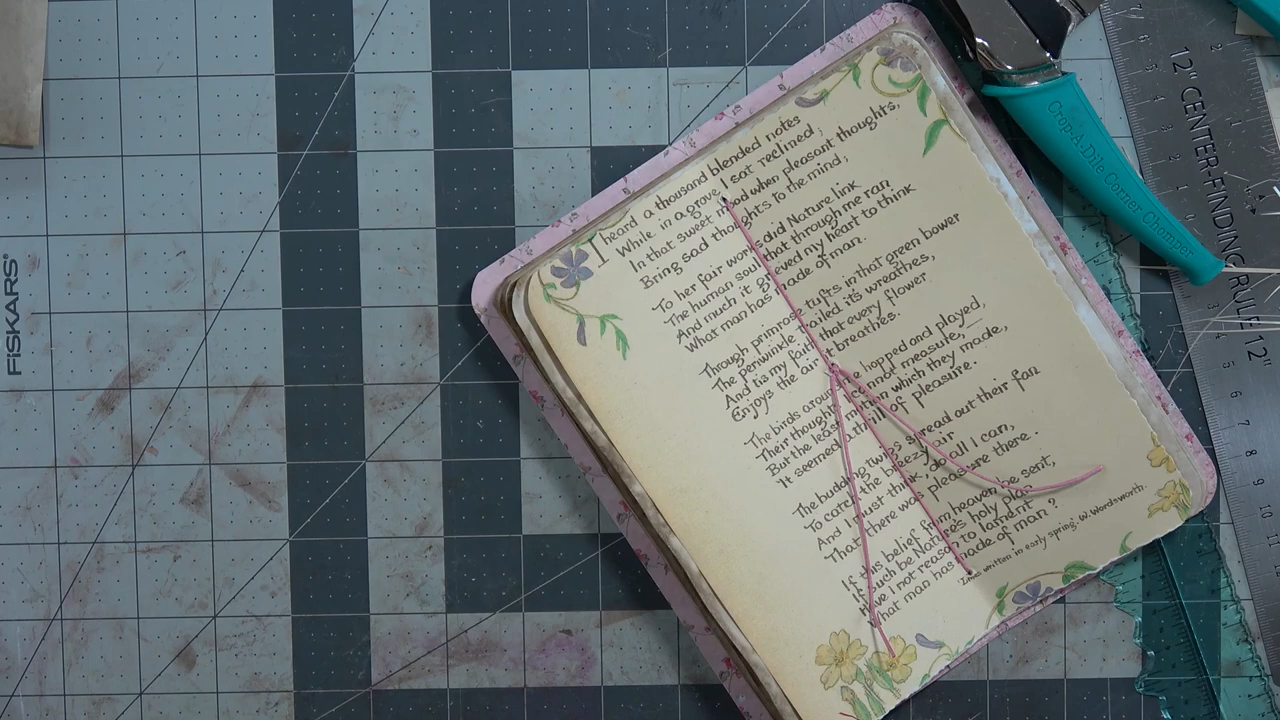 I heard a thousand blended notes
While in a grove I sat reclined,
In that sweet mood when pleasant thoughts.
Bring sad thoughts to the mind,
To her fair works did Nature link
The human soul that through me ran
And much it grieved my heart to think
What man has made of man.
Through primrose tufts in that green bower
The periwinkle trailed its wreathes,
And tis my faith that every flower
Enjoys the air it breathes.
The birds around me hopped and played,
Their thoughts I cannot measure,—
But the least motion which they made,
It seemed a thrill of pleasure.
The budding twigs spread out their fan
To catch the breezy air
And I must think, do all I can,
That there was pleasure there.
If this belief from heaven be sent,
If such be Nature's holy plan
Have I not reason to lament
What man has made of man?
Lines written in early spring. W. Wordsworth.
FISKARS
Crop-A-Dile Corner Chomper
12" CENTER-FINDING RULE 12"